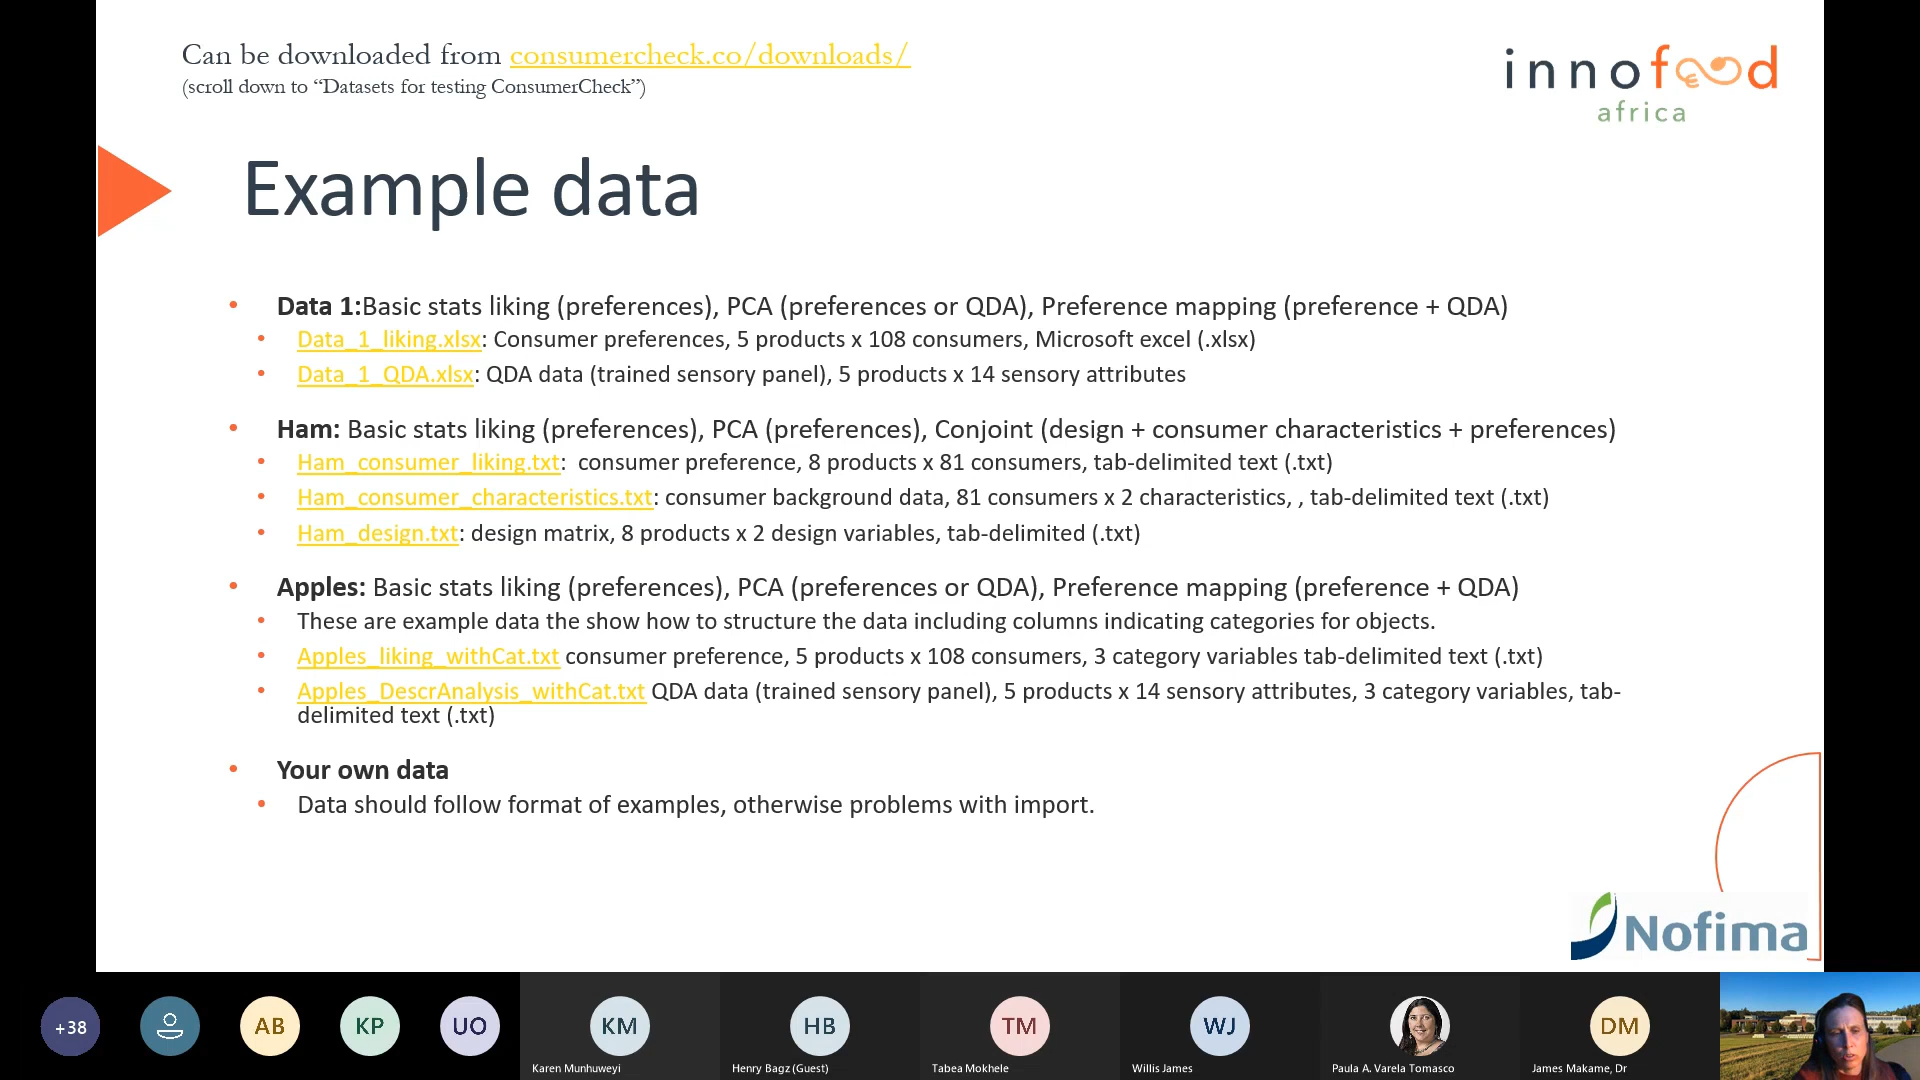 Can be downloaded from consumercheck.co/downloads/
(scroll down to “Datasets for testing ConsumerCheck”)
innofood
africa
Example data
• Data 1:Basic stats liking (preferences), PCA (preferences or QDA), Preference mapping (preference + QDA)
• Data_1_liking.xlsx: Consumer preferences, 5 products x 108 consumers, Microsoft excel (.xlsx)
• Data_1_QDA.xlsx: QDA data (trained sensory panel), 5 products x 14 sensory attributes
• Ham: Basic stats liking (preferences), PCA (preferences), Conjoint (design + consumer characteristics + preferences)
• Ham_consumer_liking.txt: consumer preference, 8 products x 81 consumers, tab-delimited text (.txt)
• Ham_consumer_characteristics.txt: consumer background data, 81 consumers x 2 characteristics, , tab-delimited text (.txt)
• Ham_design.txt: design matrix, 8 products x 2 design variables, tab-delimited (.txt)
• Apples: Basic stats liking (preferences), PCA (preferences or QDA), Preference mapping (preference + QDA)
• These are example data the show how to structure the data including columns indicating categories for objects.
• Apples_liking_withCat.txt consumer preference, 5 products x 108 consumers, 3 category variables tab-delimited text (.txt)
• Apples_DescrAnalysis_withCat.txt QDA data (trained sensory panel), 5 products x 14 sensory attributes, 3 category variables, tab-
delimited text (.txt)
• Your own data
• Data should follow format of examples, otherwise problems with import.
Nofima
+38 AB KP UO KM HB TM WJ DM
Karen Munhuweyi Henry Bagz (Guest) Tabea Mokhele Willis James Paula A. Varela Tomasco James Makame, Dr